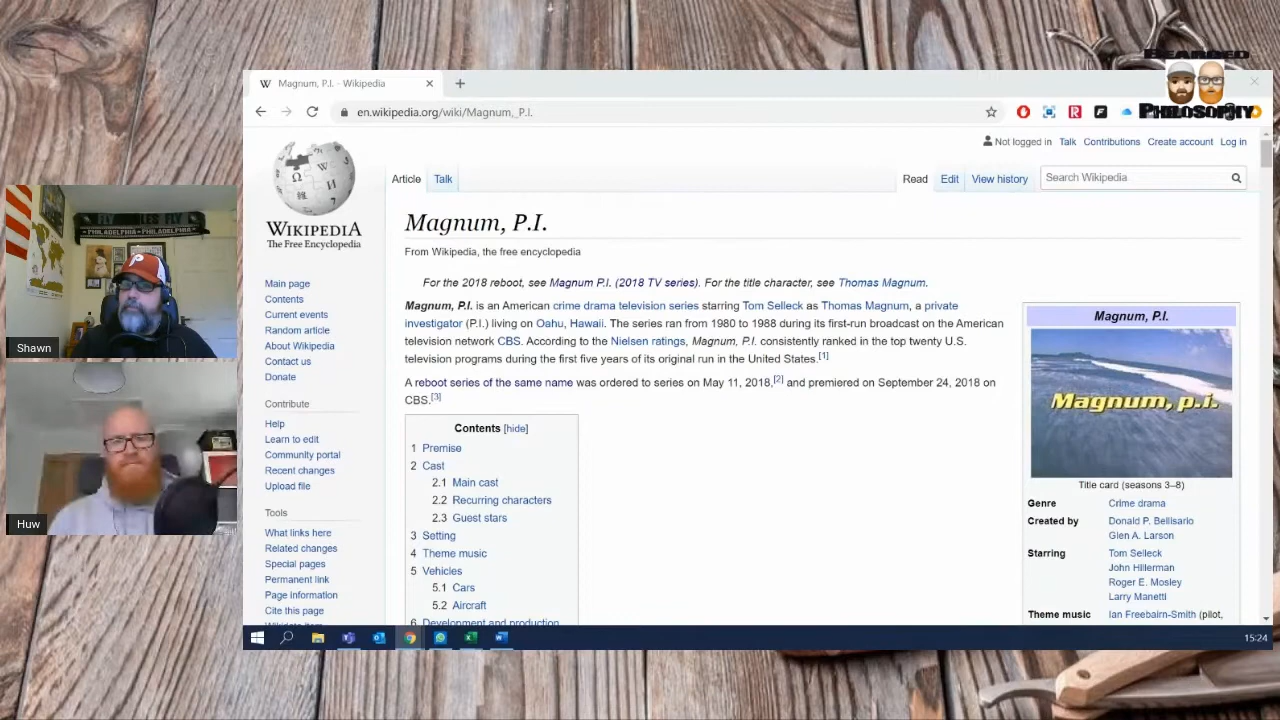 BEARDED
PHILOSOPHY
Magnum, P.I. - Wikipedia
en.wikipedia.org/wiki/Magnum,_P.I.
Not logged in Talk Contributions Create account Log in
Article Talk
Read Edit View history
Search Wikipedia
WIKIPEDIA
The Free Encyclopedia
Main page
Contents
Current events
Random article
About Wikipedia
Contact us
Donate
Contribute
Help
Learn to edit
Community portal
Recent changes
Upload file
Tools
What links here
Related changes
Special pages
Permanent link
Page information
Cite this page
Magnum, P.I.
From Wikipedia, the free encyclopedia
For the 2018 reboot, see Magnum P.I. (2018 TV series). For the title character, see Thomas Magnum.
Magnum, P.I. is an American crime drama television series starring Tom Selleck as Thomas Magnum, a private
investigator (P.I.) living on Oahu, Hawaii. The series ran from 1980 to 1988 during its first-run broadcast on the American
television network CBS. According to the Nielsen ratings, Magnum, P.I. consistently ranked in the top twenty U.S.
television programs during the first five years of its original run in the United States.[1]
A reboot series of the same name was ordered to series on May 11, 2018,[2] and premiered on September 24, 2018 on
CBS.[3]
Contents [hide]
1 Premise
2 Cast
2.1 Main cast
2.2 Recurring characters
2.3 Guest stars
3 Setting
4 Theme music
5 Vehicles
5.1 Cars
5.2 Aircraft
6 Development and production
Magnum, P.I.
Magnum, p.i.
Title card (seasons 3–8)
Genre Crime drama
Created by Donald P. Bellisario
Glen A. Larson
Starring Tom Selleck
John Hillerman
Roger E. Mosley
Larry Manetti
Theme music Ian Freebairn-Smith (pilot,
15:24
PHILADELPHIA
PHILADELPHIA
P
Shawn
Huw